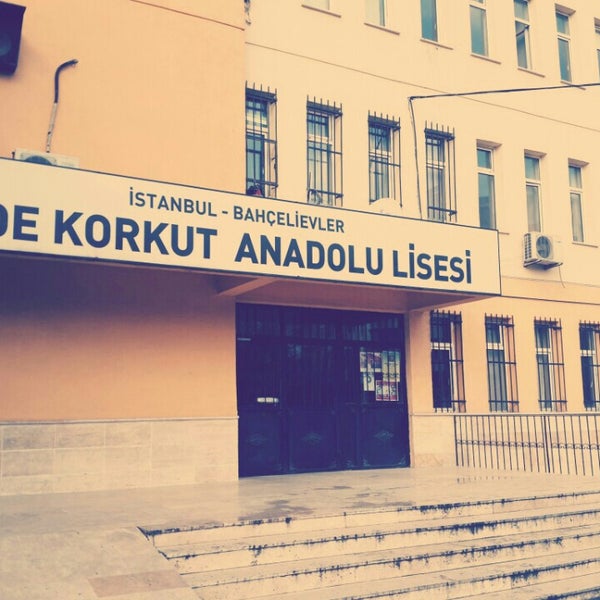 İSTANBUL - BAHÇELİEVLER
DE KORKUT ANADOLU LİSESİ